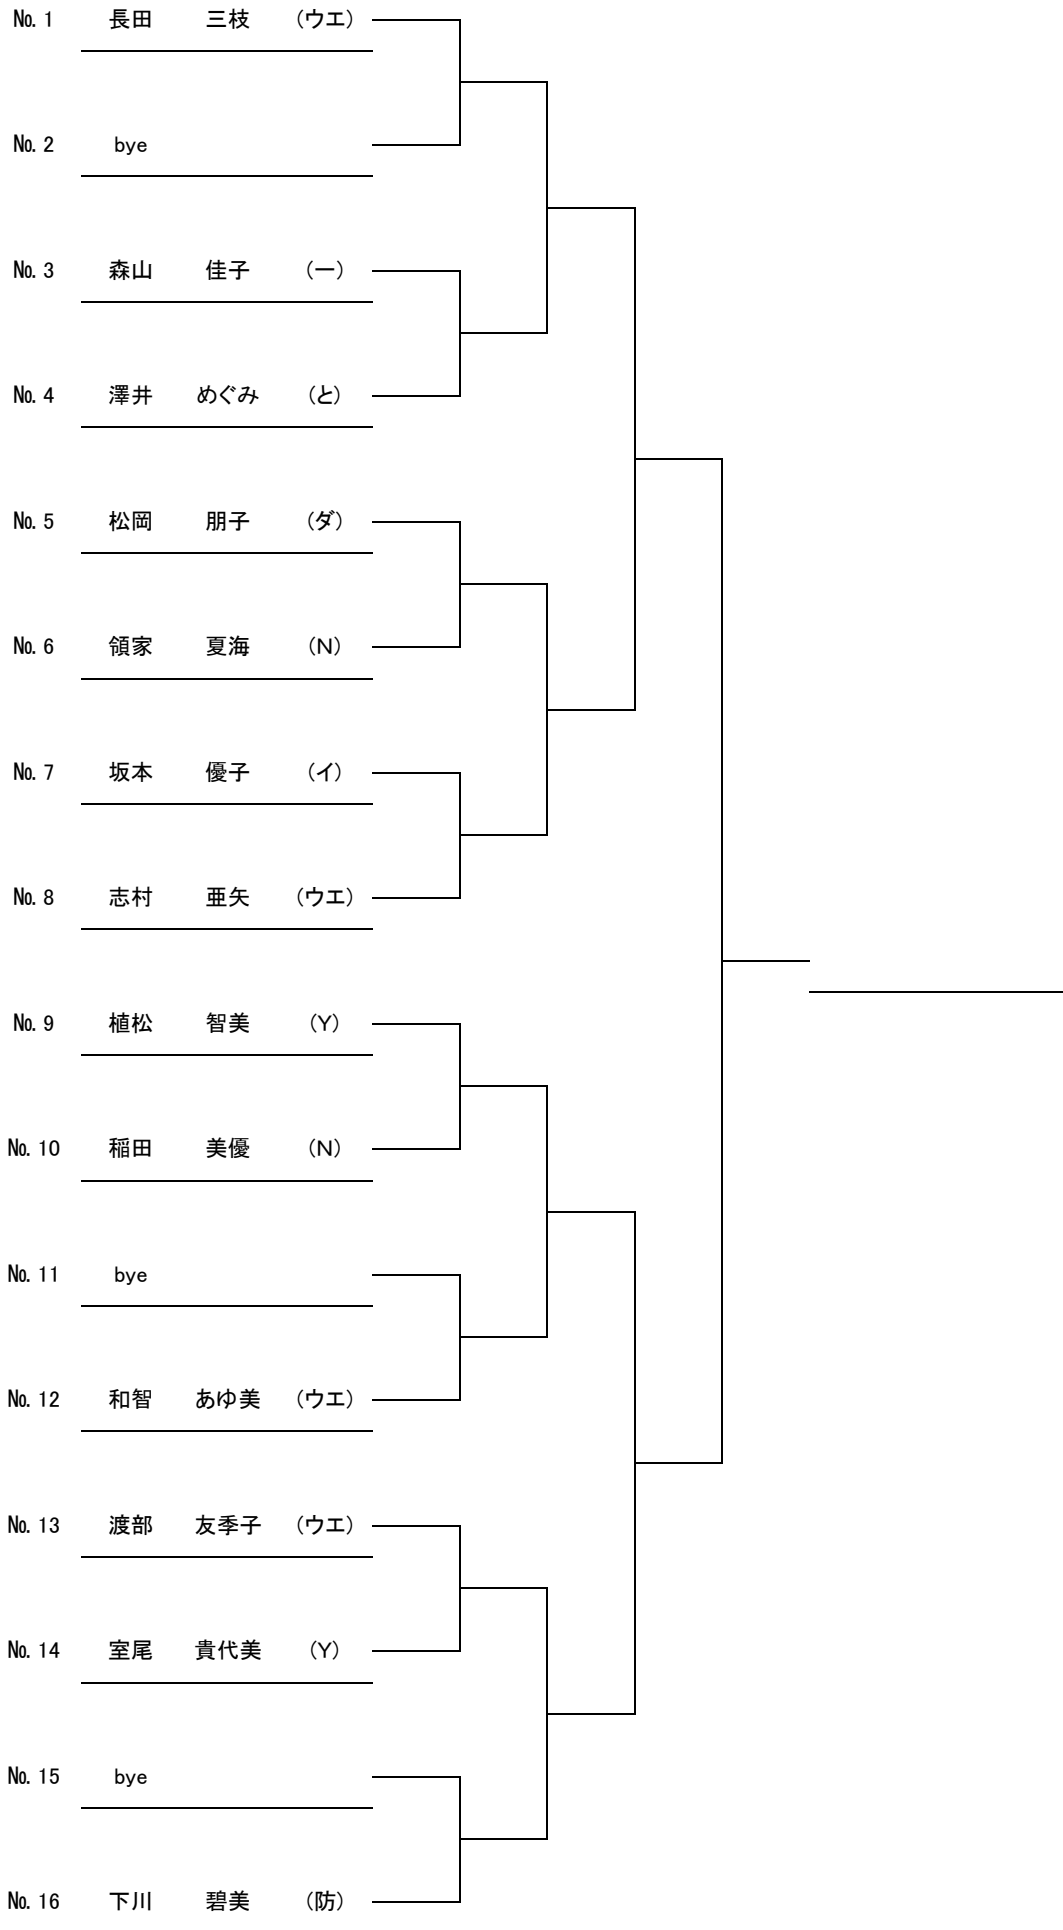 № 1 長田 三枝 (ウエ)
№ 2 bye
№ 3 森山 佳子 (一)
№ 4 澤井 めぐみ (と)
№ 5 松岡 朋子 (ダ)
№ 6 領家 夏海 (N)
№ 7 坂本 優子 (イ)
№ 8 志村 亜矢 (ウエ)
№ 9 植松 智美 (Y)
№ 10 稲田 美優 (N)
№ 11 bye
№ 12 和智 あゆ美 (ウエ)
№ 13 渡部 友季子 (ウエ)
№ 14 室尾 貴代美 (Y)
№ 15 bye
№ 16 下川 碧美 (防)